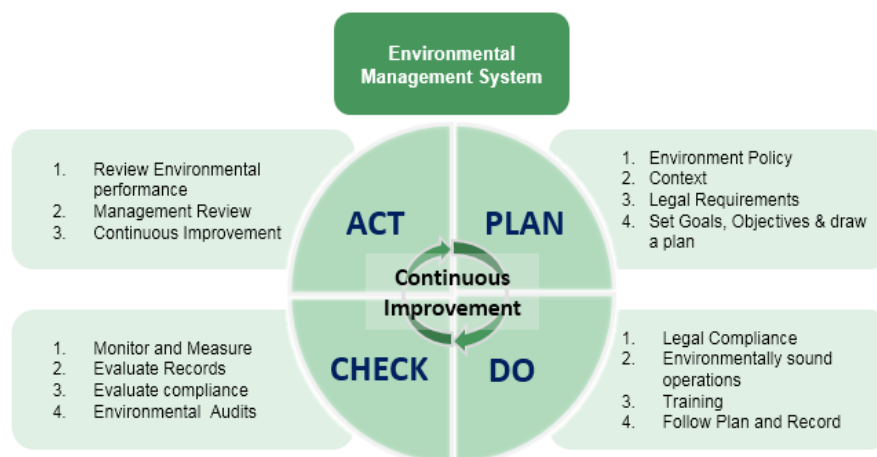 Environmental
Management System
1. Review Environmental
performance
2. Management Review
3. Continuous Improvement
ACT
PLAN
1. Environment Policy
2. Context
3. Legal Requirements
4. Set Goals, Objectives & draw
a plan
Continuous
Improvement
1. Monitor and Measure
2. Evaluate Records
3. Evaluate compliance
4. Environmental Audits
CHECK
DO
1. Legal Compliance
2. Environmentally sound
operations
3. Training
4. Follow Plan and Record